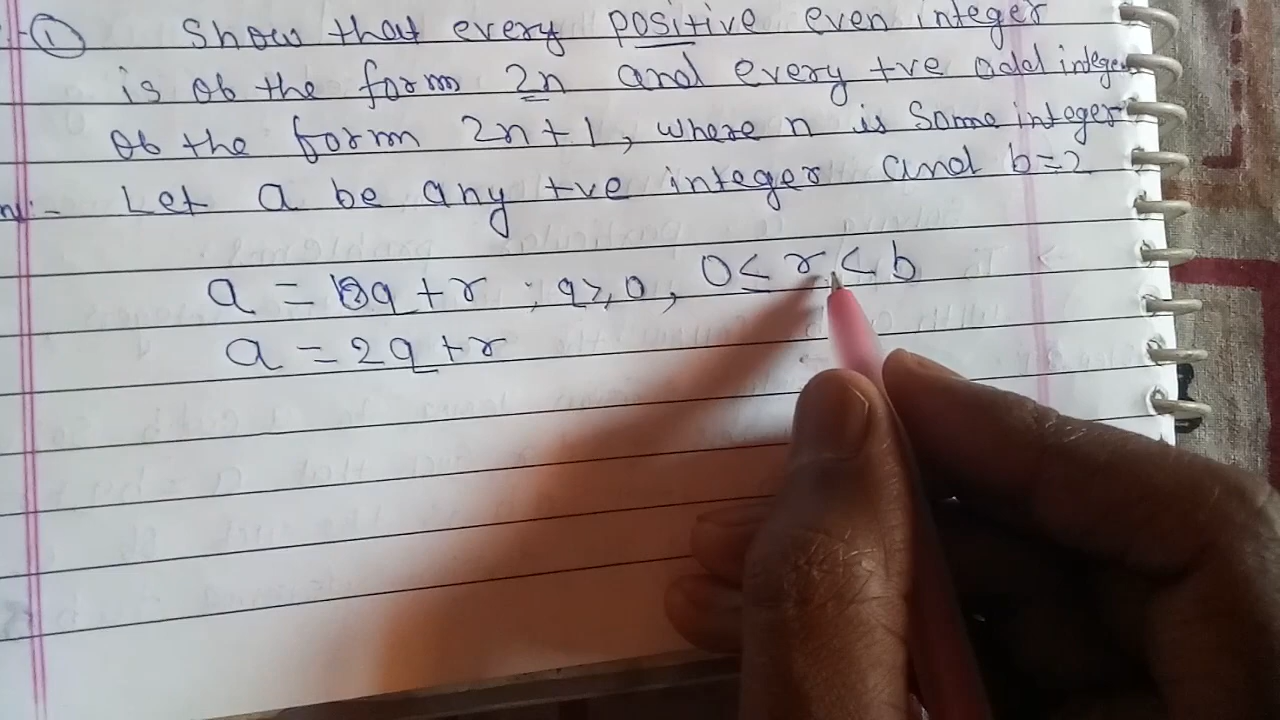 ① Show that every positive even integer
is of the form 2n and every +ve odd integer
of the form 2n+1, where n is some integer
:- Let a be any +ve integer and b=2
a = bq + r ; q≥0, 0≤ r < b
a = 2q + r